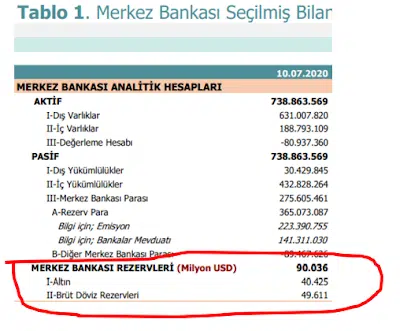 Tablo 1. Merkez Bankası Seçilmiş Bilan
10.07.2020
MERKEZ BANKASI ANALİTİK HESAPLARI
AKTİF 738.863.569
I-Dış Varlıklar 631.007.820
II-İç Varlıklar 188.793.109
III-Değerleme Hesabı -80.937.360
PASİF 738.863.569
I-Dış Yükümlülükler 30.429.845
II-İç Yükümlülükler 432.828.264
III-Merkez Bankası Parası 275.605.461
A-Rezerv Para 365.073.087
Bilgi için; Emisyon 223.390.755
Bilgi için; Bankalar Mevduatı 141.311.030
B-Diğer Merkez Bankası Parası -89.467.626
MERKEZ BANKASI REZERVLERİ (Milyon USD) 90.036
I-Altın 40.425
II-Brüt Döviz Rezervleri 49.611